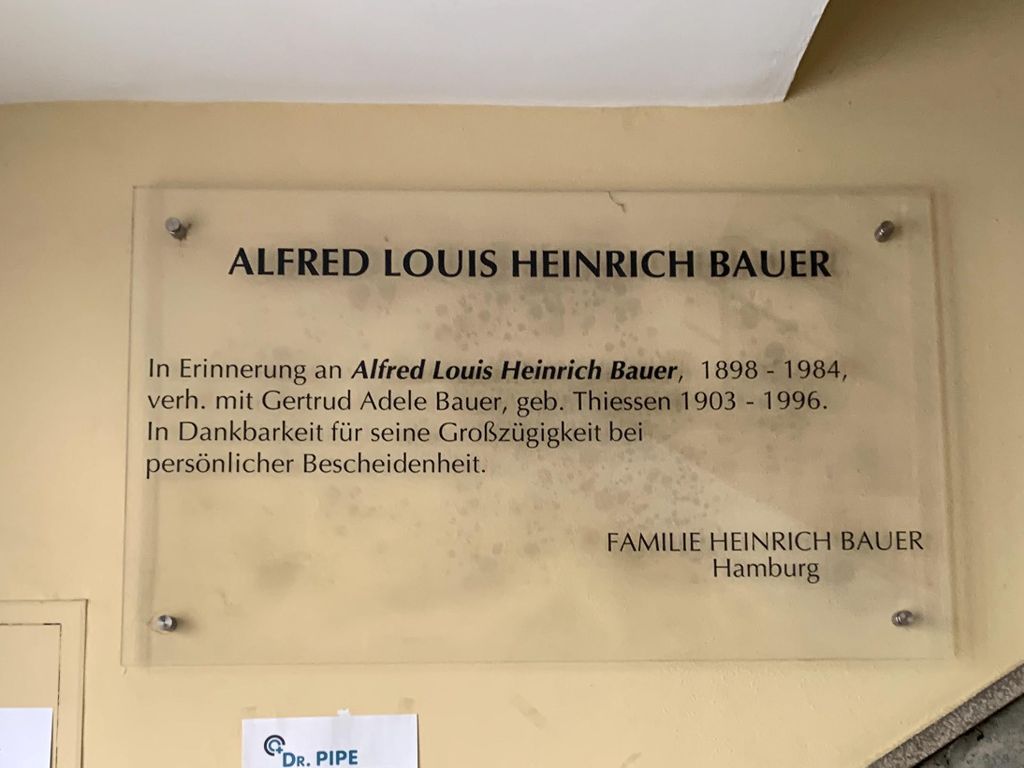 ALFRED LOUIS HEINRICH BAUER
In Erinnerung an Alfred Louis Heinrich Bauer, 1898 - 1984,
verh. mit Gertrud Adele Bauer, geb. Thiessen 1903 - 1996.
In Dankbarkeit für seine Großzügigkeit bei
persönlicher Bescheidenheit.
FAMILIE HEINRICH BAUER
Hamburg
DR. PIPE